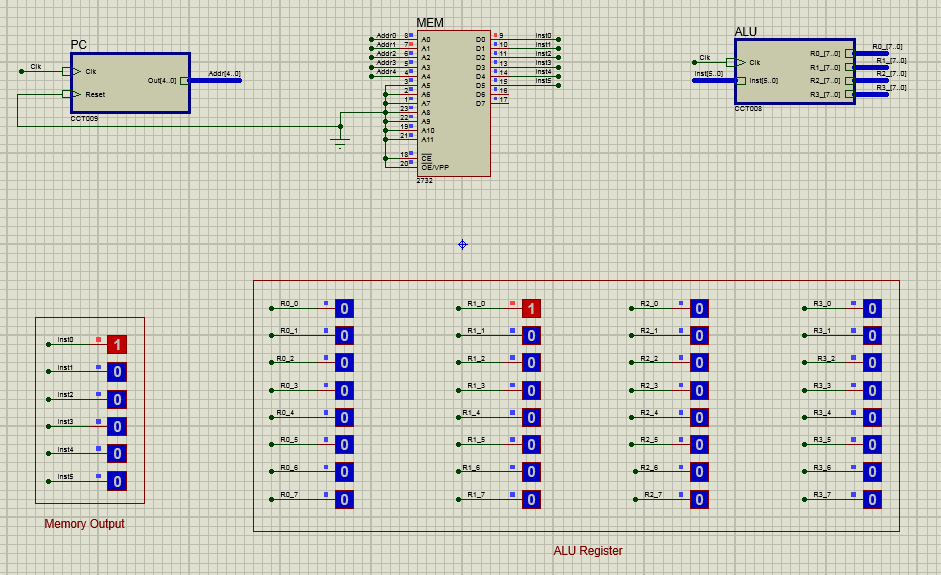 PC
Clk
Clk
Reset
Out[4..0]
Addr[4..0]
CCT009
MEM
Addr0 8 A0 D0 9 Inst0
Addr1 7 A1 D1 10 Inst1
Addr2 6 A2 D2 11 Inst2
Addr3 5 A3 D3 13 Inst3
Addr4 4 A4 D4 14 Inst4
3 A5 D5 15 Inst5
2 A6 D6 16
1 A7 D7 17
23 A8
22 A9
19 A10
21 A11
18 CE
20 OE/VPP
2732
ALU
Clk
Clk
Inst[5..0]
Inst[5..0]
R0_[7..0] R0_[7..0]
R1_[7..0] R1_[7..0]
R2_[7..0] R2_[7..0]
R3_[7..0] R3_[7..0]
CCT008
Inst0 1
Inst1 0
Inst2 0
Inst3 0
Inst4 0
Inst5 0
Memory Output
R0_0 0 R1_0 1 R2_0 0 R3_0 0
R0_1 0 R1_1 0 R2_1 0 R3_1 0
R0_2 0 R1_2 0 R2_2 0 R3_2 0
R0_3 0 R1_3 0 R2_3 0 R3_3 0
R0_4 0 R1_4 0 R2_4 0 R3_4 0
R0_5 0 R1_5 0 R2_5 0 R3_5 0
R0_6 0 R1_6 0 R2_6 0 R3_6 0
R0_7 0 R1_7 0 R2_7 0 R3_7 0
ALU Register